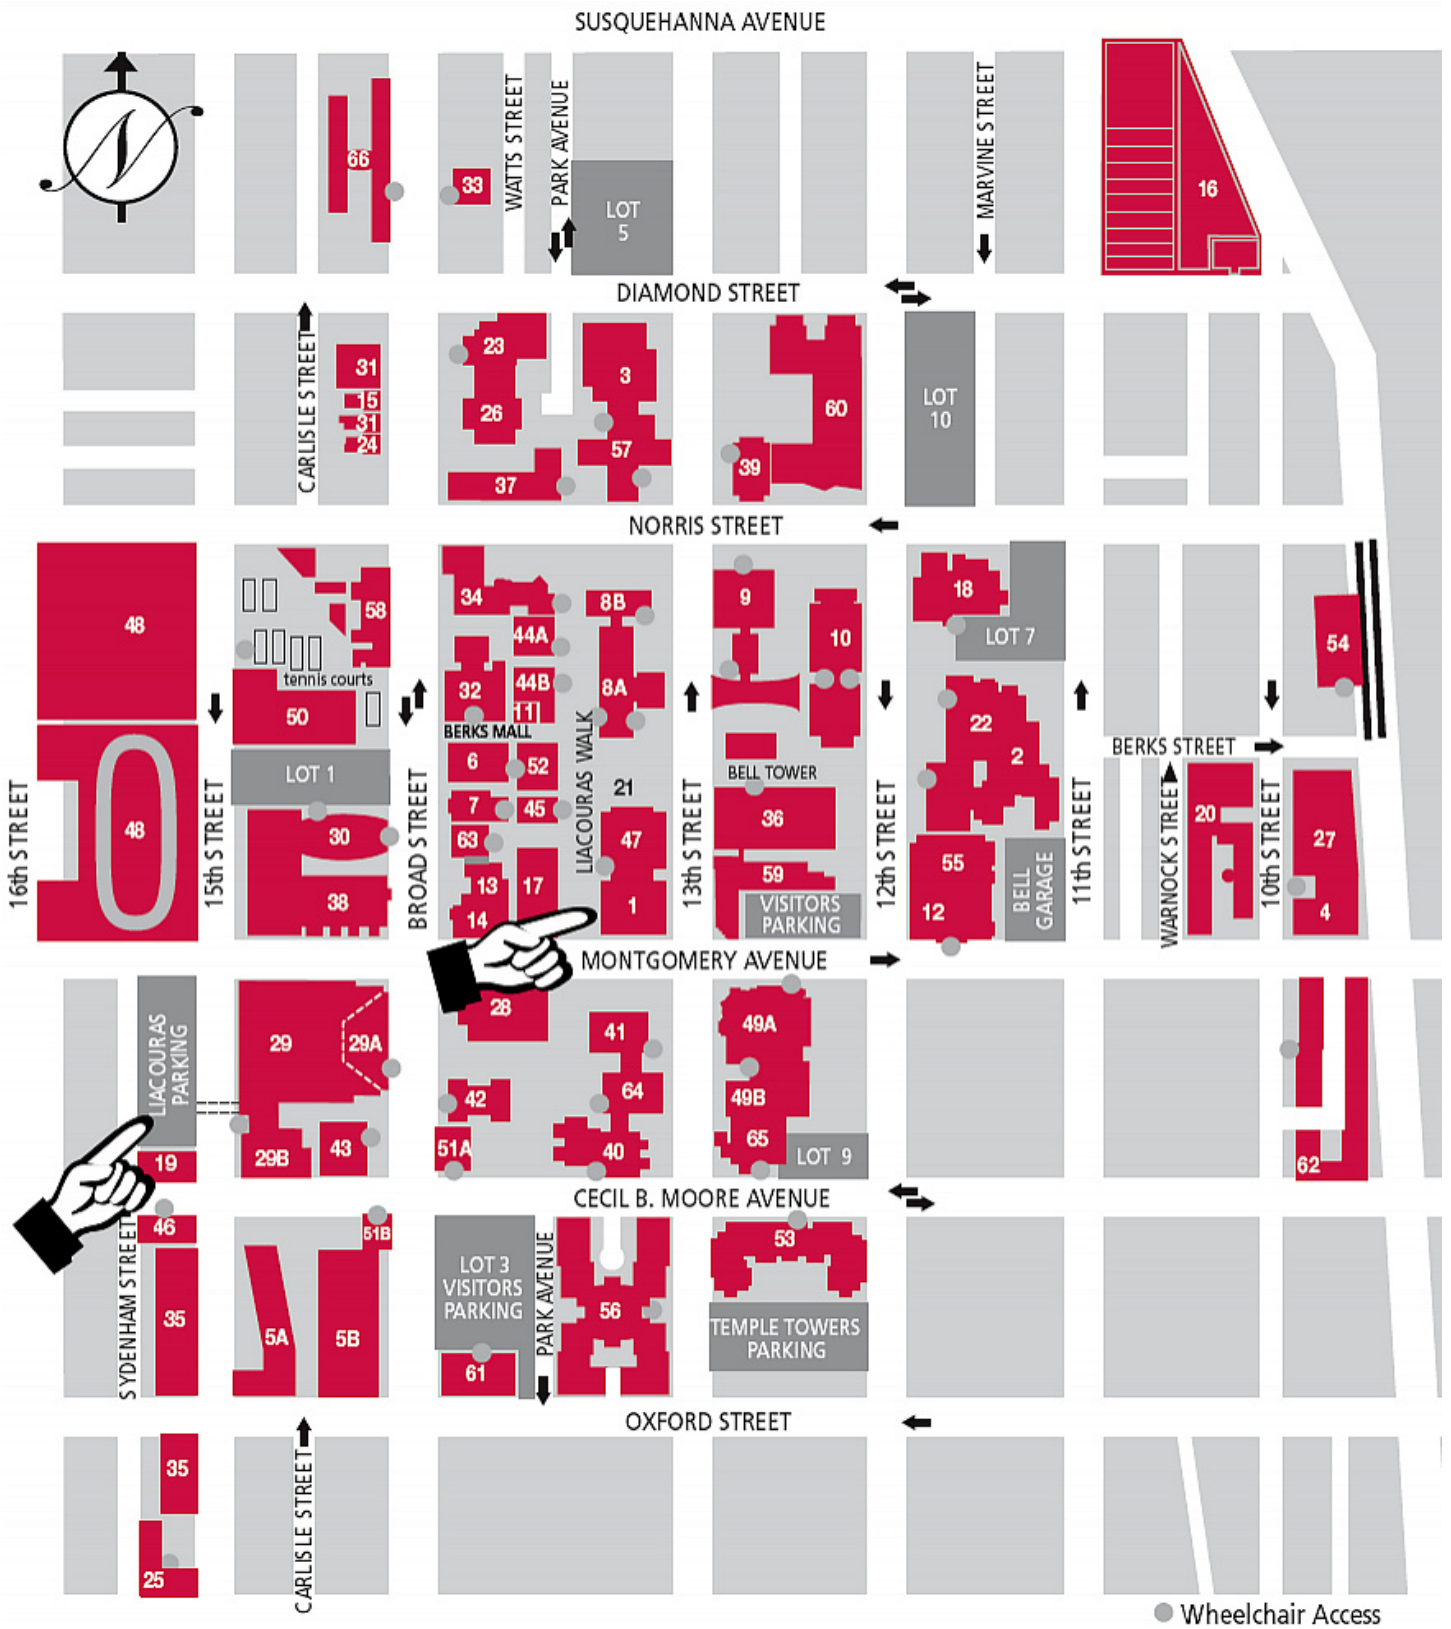 SUSQUEHANNA AVENUE
N
66
33
WATTS STREET
PARK AVENUE
LOT
5
MARVINE STREET
16
DIAMOND STREET
CARLISLE STREET
31
15
31
24
23
26
37
3
57
60
39
LOT
10
NORRIS STREET
48
48
16th STREET
15th STREET
58
tennis courts
50
LOT 1
30
38
BROAD STREET
34
44A
44B
11
32
BERKS MALL
6
52
7
45
63
13
17
14
8B
8A
LIACOURAS WALK
21
47
1
13th STREET
9
10
BELL TOWER
36
59
VISITORS
PARKING
12th STREET
18
LOT 7
22
2
55
12
BELL
GARAGE
11th STREET
BERKS STREET
WARNOCK STREET
20
10th STREET
54
27
4
MONTGOMERY AVENUE
LIACOURAS
PARKING
19
29
29A
29B
43
28
41
42
64
51A
40
49A
49B
65
LOT 9
62
CECIL B. MOORE AVENUE
46
SYDENHAM STREET
35
5A
5B
51B
LOT 3
VISITORS
PARKING
61
PARK AVENUE
56
53
TEMPLE TOWERS
PARKING
OXFORD STREET
35
25
CARLISLE STREET
Wheelchair Access